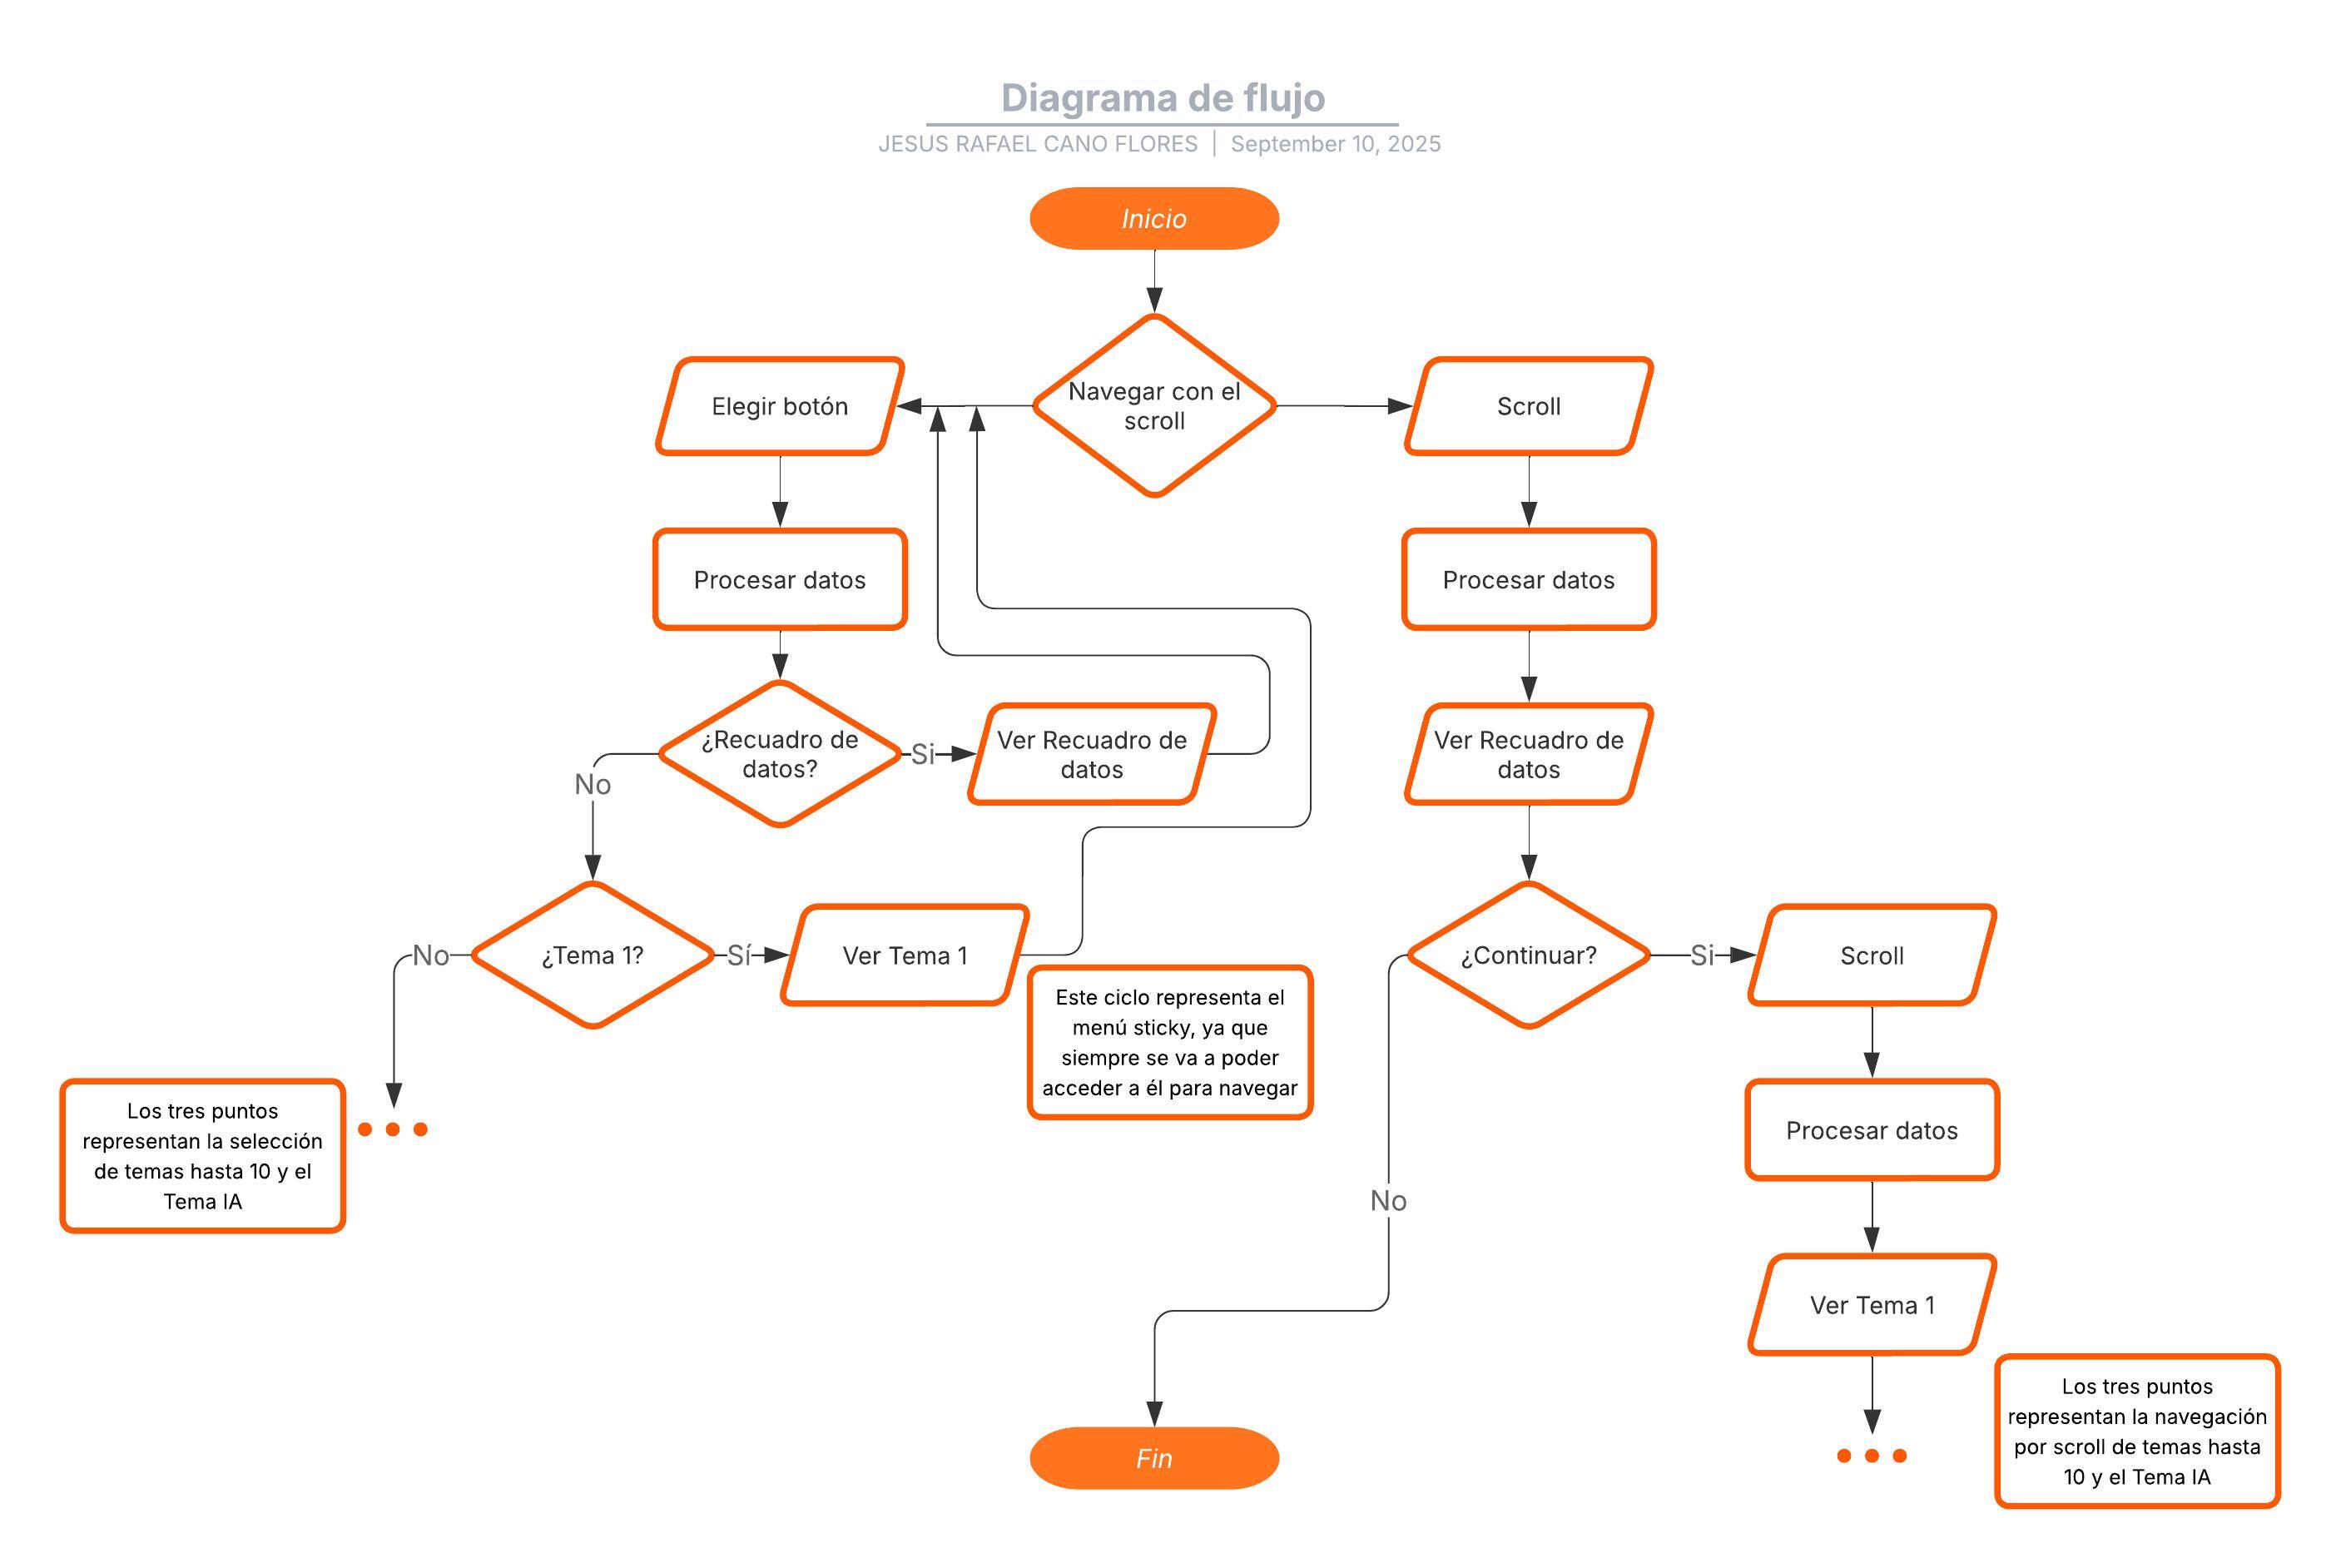 Diagrama de flujo
JESUS RAFAEL CANO FLORES | September 10, 2025
Inicio
Elegir botón
Navegar con el
scroll
Scroll
Procesar datos
Procesar datos
¿Recuadro de
datos?
Si
Ver Recuadro de
datos
Ver Recuadro de
datos
No
No
¿Tema 1?
Sí
Ver Tema 1
¿Continuar?
Si
Scroll
Este ciclo representa el
menú sticky, ya que
siempre se va a poder
acceder a él para navegar
Los tres puntos
representan la selección
de temas hasta 10 y el
Tema IA
Procesar datos
No
Ver Tema 1
Los tres puntos
representan la navegación
por scroll de temas hasta
10 y el Tema IA
Fin